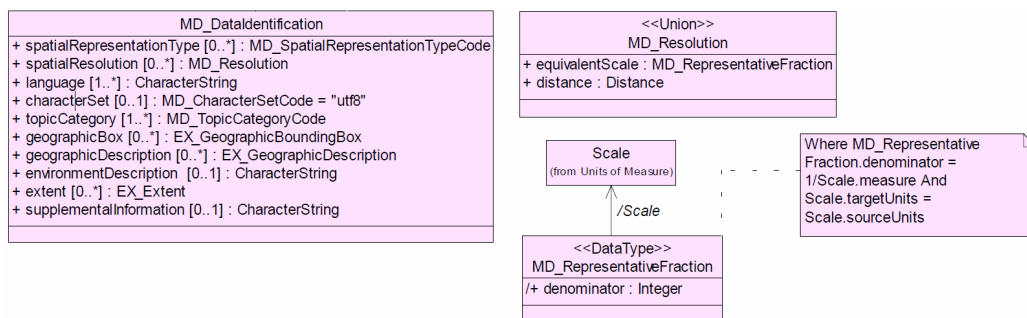 MD_DataIdentification
+ spatialRepresentationType [0..*] : MD_SpatialRepresentationTypeCode
+ spatialResolution [0..*] : MD_Resolution
+ language [1..*] : CharacterString
+ characterSet [0..1] : MD_CharacterSetCode = "utf8"
+ topicCategory [1..*] : MD_TopicCategoryCode
+ geographicBox [0..*] : EX_GeographicBoundingBox
+ geographicDescription [0..*] : EX_GeographicDescription
+ environmentDescription [0..1] : CharacterString
+ extent [0..*] : EX_Extent
+ supplementalInformation [0..1] : CharacterString
<<Union>>
MD_Resolution
+ equivalentScale : MD_RepresentativeFraction
+ distance : Distance
Scale
(from Units of Measure)
/Scale
<<DataType>>
MD_RepresentativeFraction
/+ denominator : Integer
Where MD_Representative
Fraction.denominator =
1/Scale.measure And
Scale.targetUnits =
Scale.sourceUnits